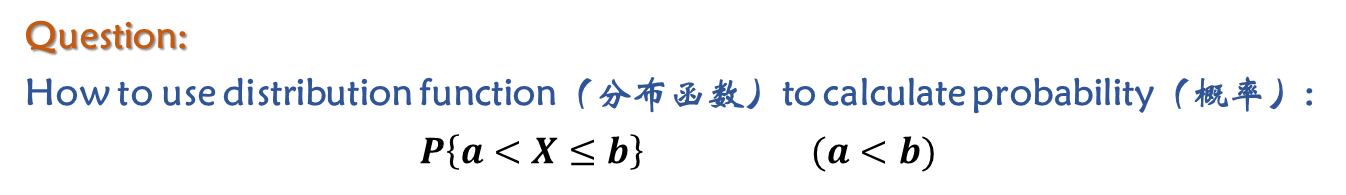 Question:
How to use distribution function（分布函数）to calculate probability（概率）:
P{a < X ≤ b} (a < b)